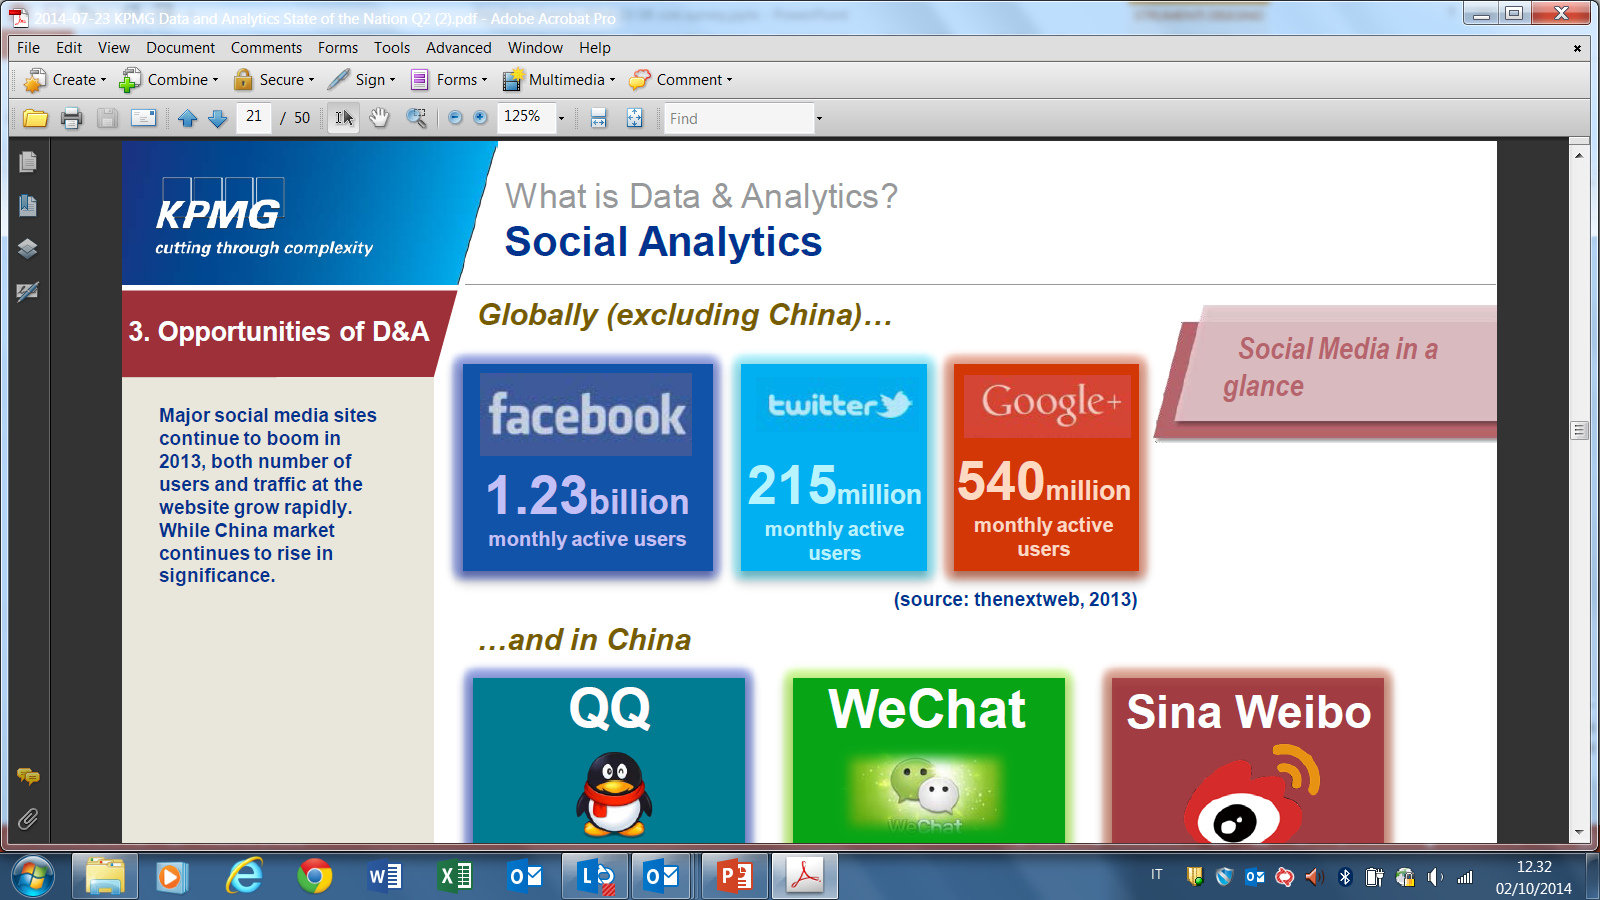 2014-07-23 KPMG Data and Analytics State of the Nation Q2 (2).pdf - Adobe Acrobat Pro
File Edit View Document Comments Forms Tools Advanced Window Help
Create Combine Secure Sign Forms Multimedia Comment
21 / 50 125% Find
KPMG
cutting through complexity
What is Data & Analytics?
Social Analytics
3. Opportunities of D&A
Major social media sites
continue to boom in
2013, both number of
users and traffic at the
website grow rapidly.
While China market
continues to rise in
significance.
Globally (excluding China)…
Social Media in a
glance
facebook
1.23billion
monthly active users
twitter
215million
monthly active
users
Google+
540million
monthly active
users
(source: thenextweb, 2013)
…and in China
QQ
WeChat
WeChat
Sina Weibo
IT
12.32
02/10/2014